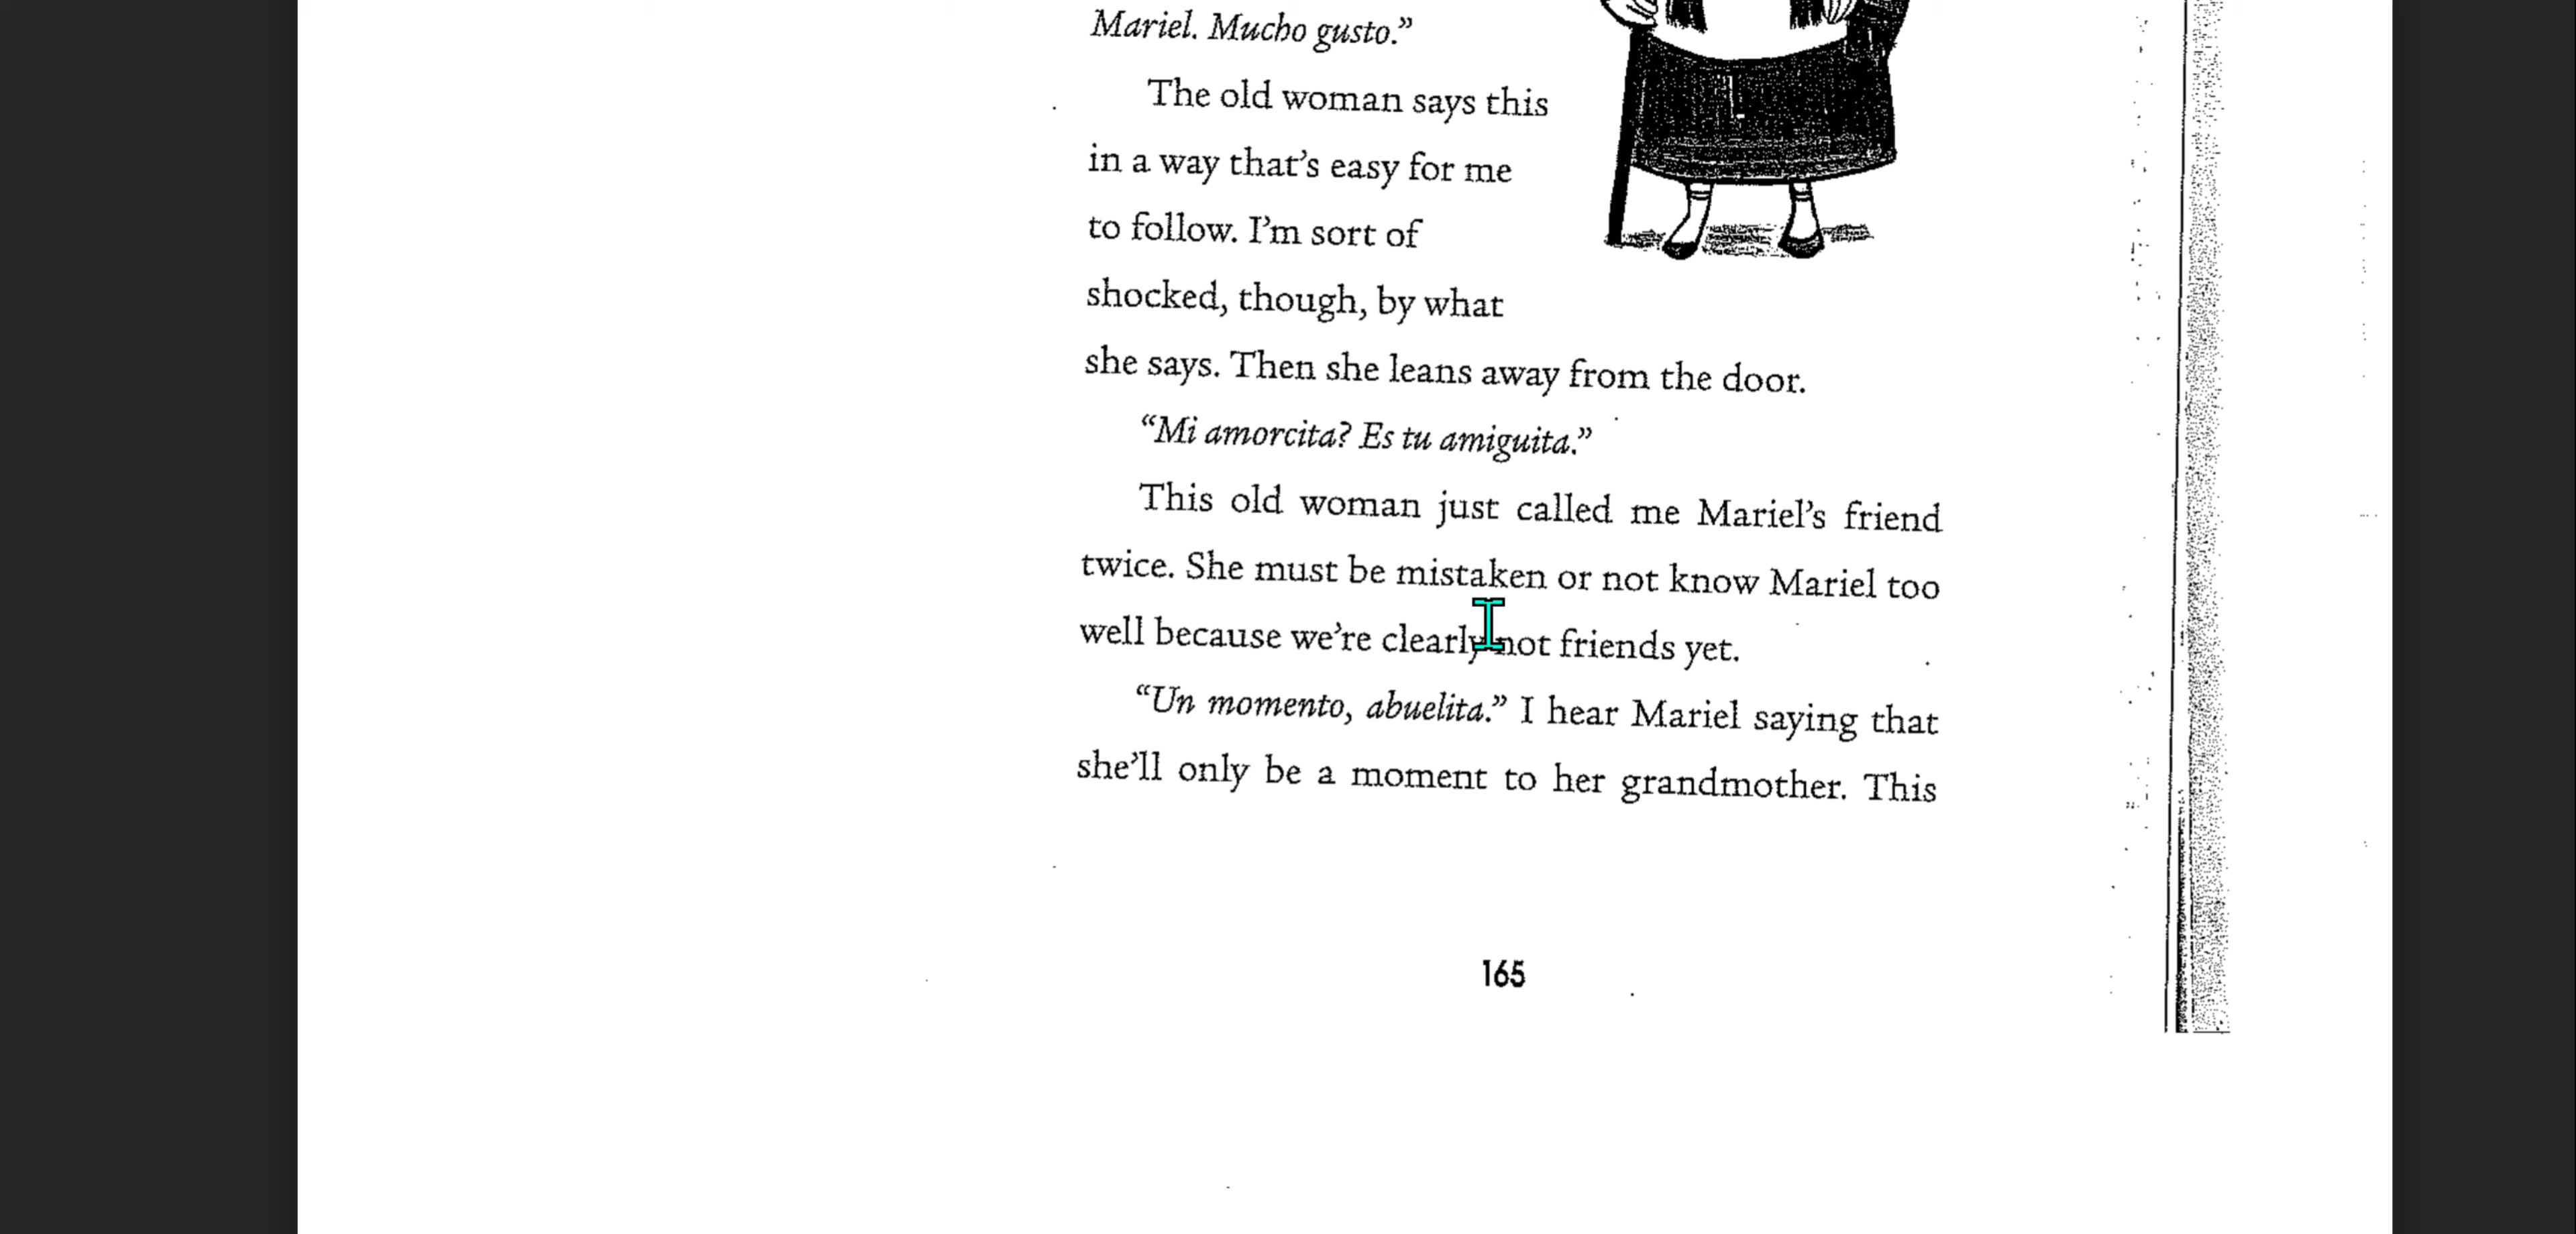 Mariel. Mucho gusto.”
The old woman says this
in a way that’s easy for me
to follow. I’m sort of
shocked, though, by what
she says. Then she leans away from the door.
“Mi amorcita? Es tu amiguita.”
This old woman just called me Mariel’s friend
twice. She must be mistaken or not know Mariel too
well because we’re clearly not friends yet.
“Un momento, abuelita.” I hear Mariel saying that
she’ll only be a moment to her grandmother. This
165